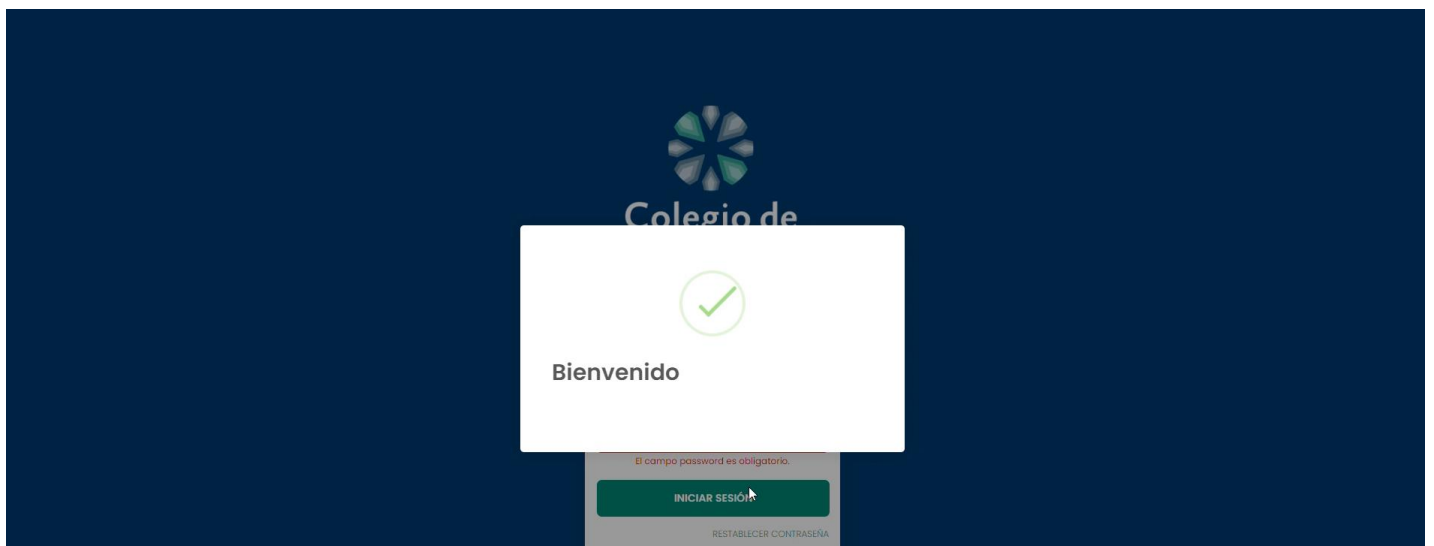 Colegio de
Bienvenido
El campo password es obligatorio.
INICIAR SESIÓN
RESTABLECER CONTRASEÑA